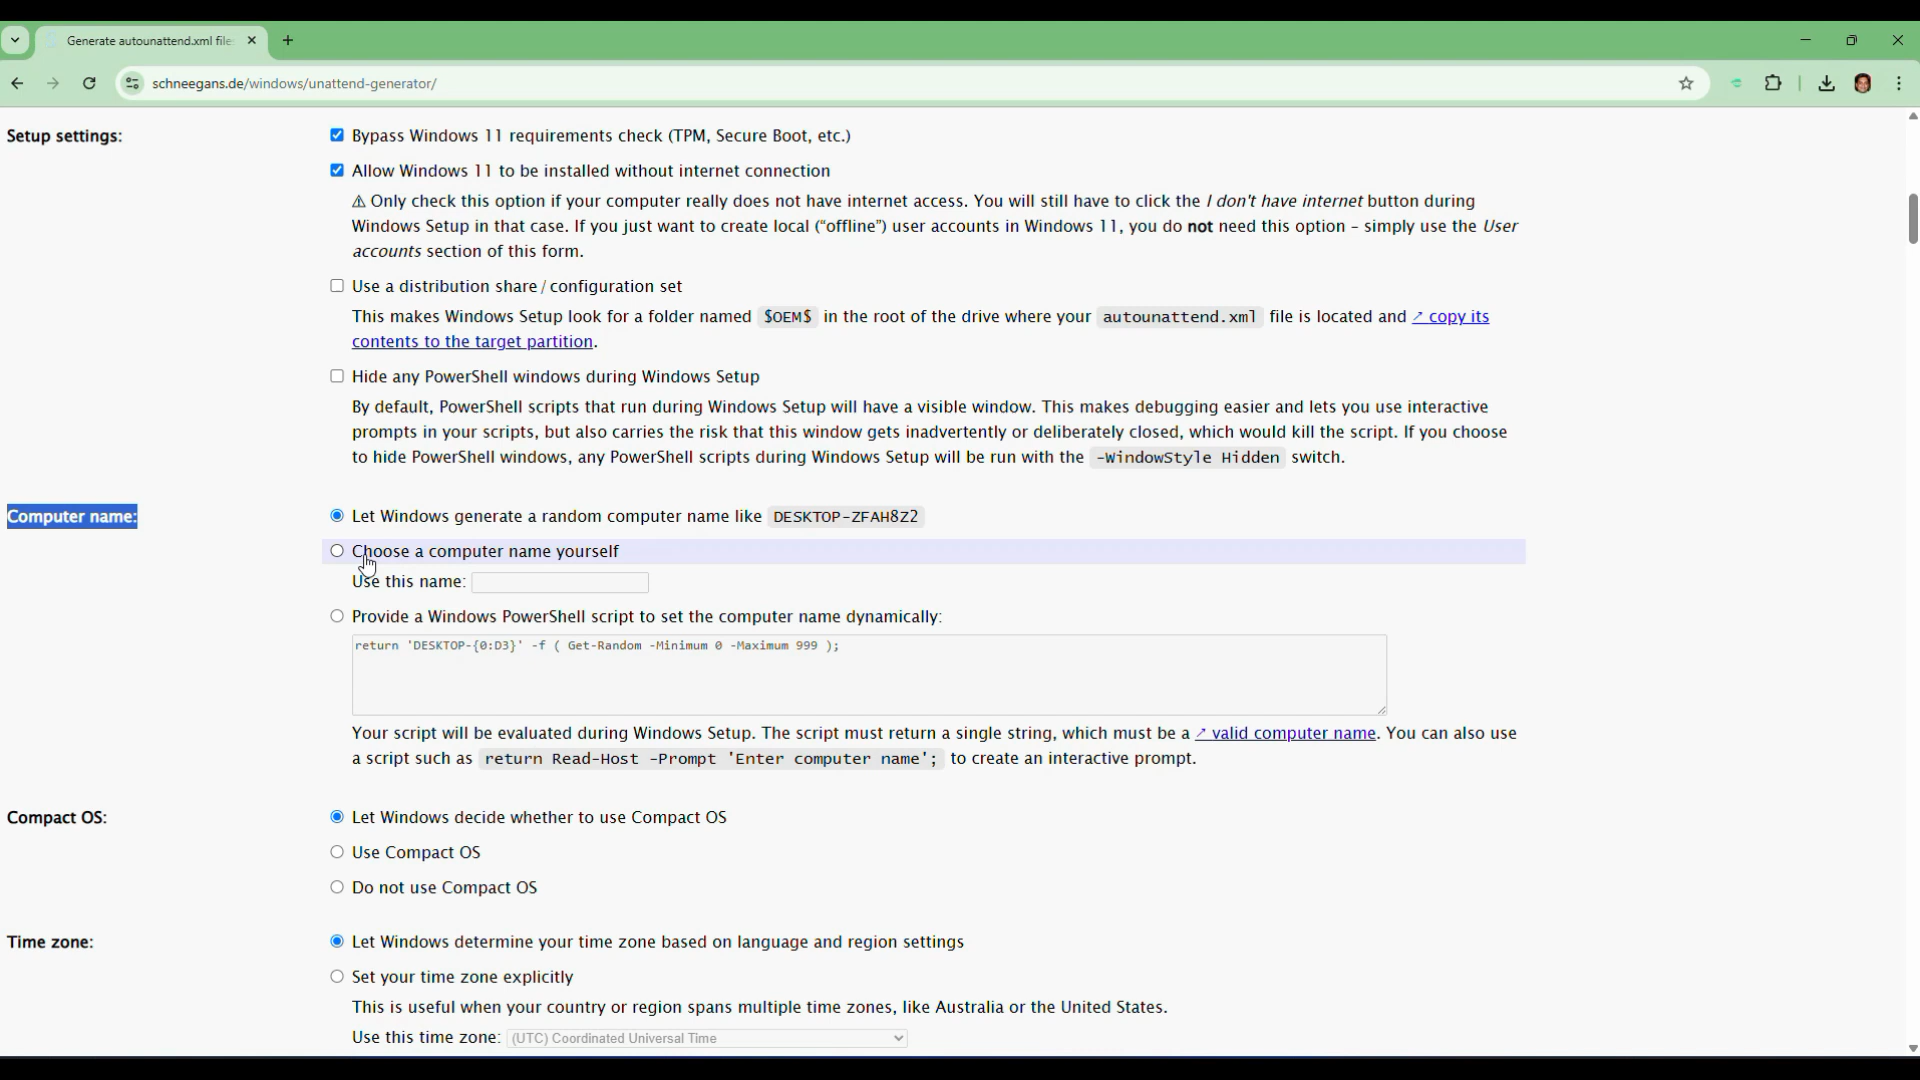 Generate autounattend.xml file
schneegans.de/windows/unattend-generator/
Setup settings:
Bypass Windows 11 requirements check (TPM, Secure Boot, etc.)
Allow Windows 11 to be installed without internet connection
⚠ Only check this option if your computer really does not have internet access. You will still have to click the I don't have internet button during
Windows Setup in that case. If you just want to create local (“offline”) user accounts in Windows 11, you do not need this option – simply use the User
accounts section of this form.
Use a distribution share / configuration set
This makes Windows Setup look for a folder named $OEM$ in the root of the drive where your autounattend.xml file is located and ↗ copy its
contents to the target partition.
Hide any PowerShell windows during Windows Setup
By default, PowerShell scripts that run during Windows Setup will have a visible window. This makes debugging easier and lets you use interactive
prompts in your scripts, but also carries the risk that this window gets inadvertently or deliberately closed, which would kill the script. If you choose
to hide PowerShell windows, any PowerShell scripts during Windows Setup will be run with the -WindowStyle Hidden switch.
Computer name:
Let Windows generate a random computer name like DESKTOP-ZFAH8Z2
Choose a computer name yourself
Use this name:
Provide a Windows PowerShell script to set the computer name dynamically:
return 'DESKTOP-{0:D3}' -f ( Get-Random -Minimum 0 -Maximum 999 );
Your script will be evaluated during Windows Setup. The script must return a single string, which must be a ↗ valid computer name. You can also use
a script such as return Read-Host -Prompt 'Enter computer name'; to create an interactive prompt.
Compact OS:
Let Windows decide whether to use Compact OS
Use Compact OS
Do not use Compact OS
Time zone:
Let Windows determine your time zone based on language and region settings
Set your time zone explicitly
This is useful when your country or region spans multiple time zones, like Australia or the United States.
Use this time zone: (UTC) Coordinated Universal Time